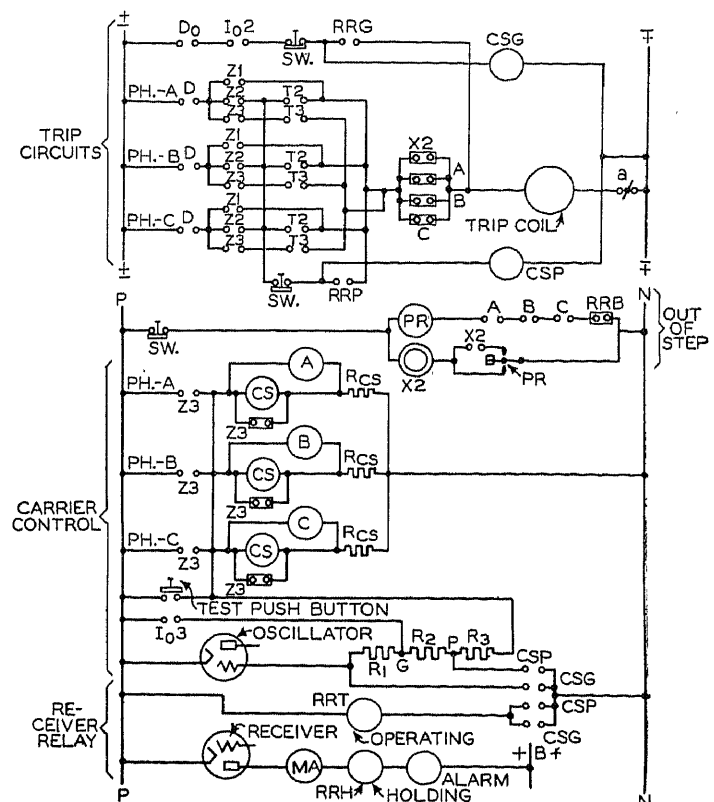 ± ∓
D0 I02 SW. RRG CSG
Z1
PH.-A D Z2 T2
Z3 T3
TRIP CIRCUITS
Z1 X2
PH.-B D Z2 T2 A
Z3 T3 B a
Z1 C
PH.-C D Z2 T2 TRIP COIL
Z3 T3
± SW. RRP CSP ∓
P N
SW. PR A B C RRB
X2 X2 B PR
OUT OF STEP
PH.-A Z3 A CS RCS
Z3
PH.-B Z3 B CS RCS
Z3
CARRIER CONTROL
PH.-C Z3 C CS RCS
Z3
TEST PUSH BUTTON
I03 OSCILLATOR
R1 G R2 P R3 CSP
CSG
RE-CEIVER RELAY
RRT OPERATING CSP
CSG
RECEIVER + B +
MA RRH HOLDING ALARM
P N